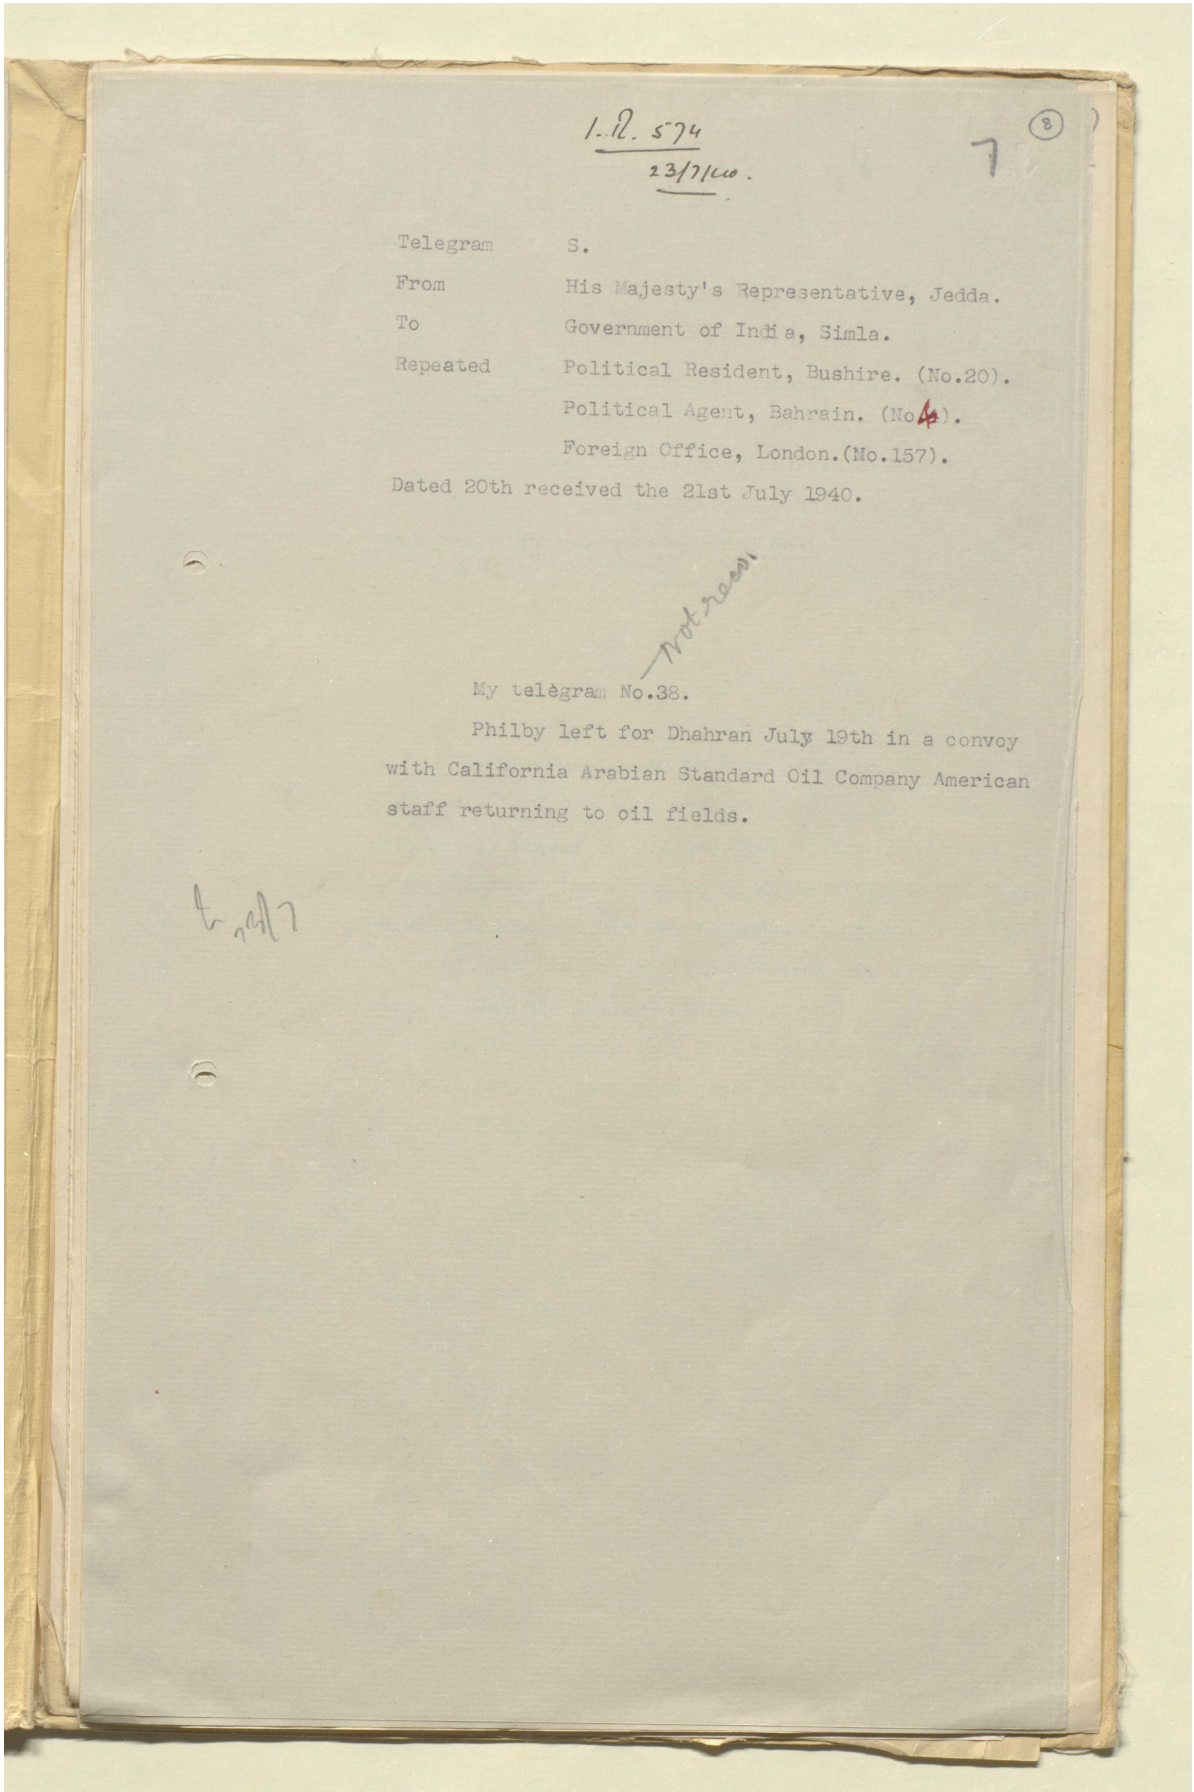 8
7
I.R. 574
23/7/40.
Telegram S.
From His Majesty's Representative, Jedda.
To Government of India, Simla.
Repeated Political Resident, Bushire. (No.20).
Political Agent, Bahrain. (No 4).
Foreign Office, London.(No.157).
Dated 20th received the 21st July 1940.
Not recd.
My telegram No.38.
Philby left for Dhahran July 19th in a convoy
with California Arabian Standard Oil Company American
staff returning to oil fields.